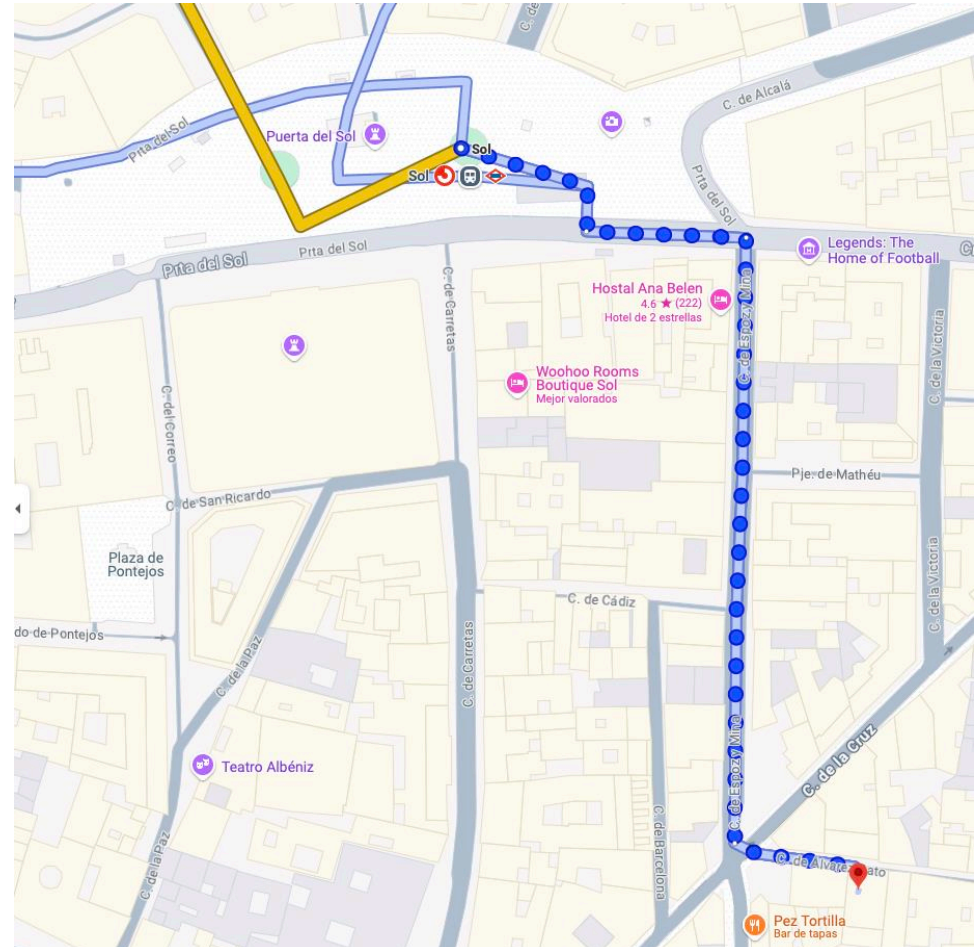 C. de
C. de Alcalá
Prta del Sol
Puerta del Sol
Sol
Sol
Prta del Sol
Prta del Sol
Prta del Sol
Legends: The
Home of Football
C. de Carretas
Hostal Ana Belen
4.6 ★ (222)
Hotel de 2 estrellas
C. de Espoz y Mina
C. de la Victoria
Woohoo Rooms
Boutique Sol
Mejor valorados
C. del Correo
Pje. de Mathéu
C. de San Ricardo
Plaza de
Pontejos
C. de la Victoria
C. de Cádiz
do de Pontejos
C. de la Paz
C. de Carretas
C. de Espoz y Mina
C. de la Cruz
Teatro Albéniz
C. de Barcelona
C. de la Paz
C. de Álvarez Gato
Pez Tortilla
Bar de tapas